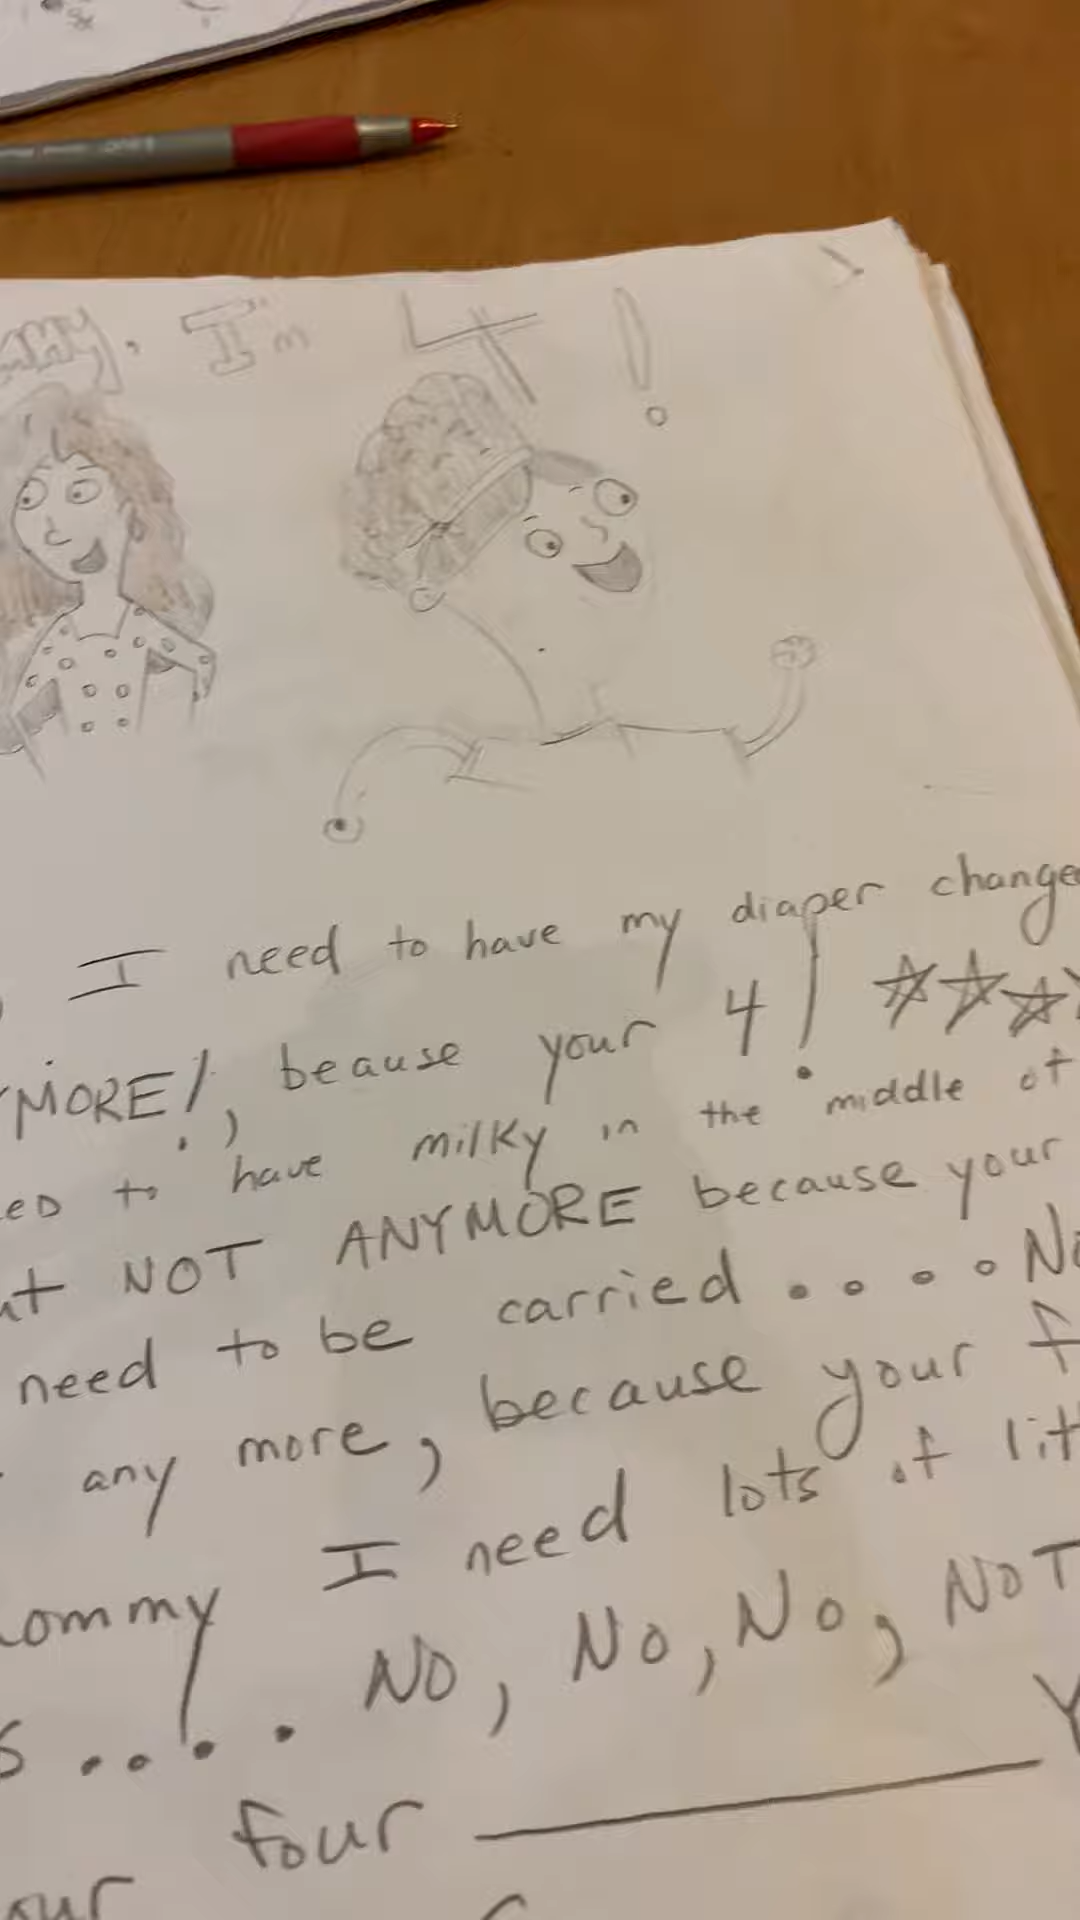 I'm 4!
I need to have my diaper change
MORE!, beause your 4! 
to have milky in the middle of
NOT ANYMORE because your
need to be carried . . . . No
any more, because your f
ommy I need lots of lit
s . . . . No, No, No, NOT
four